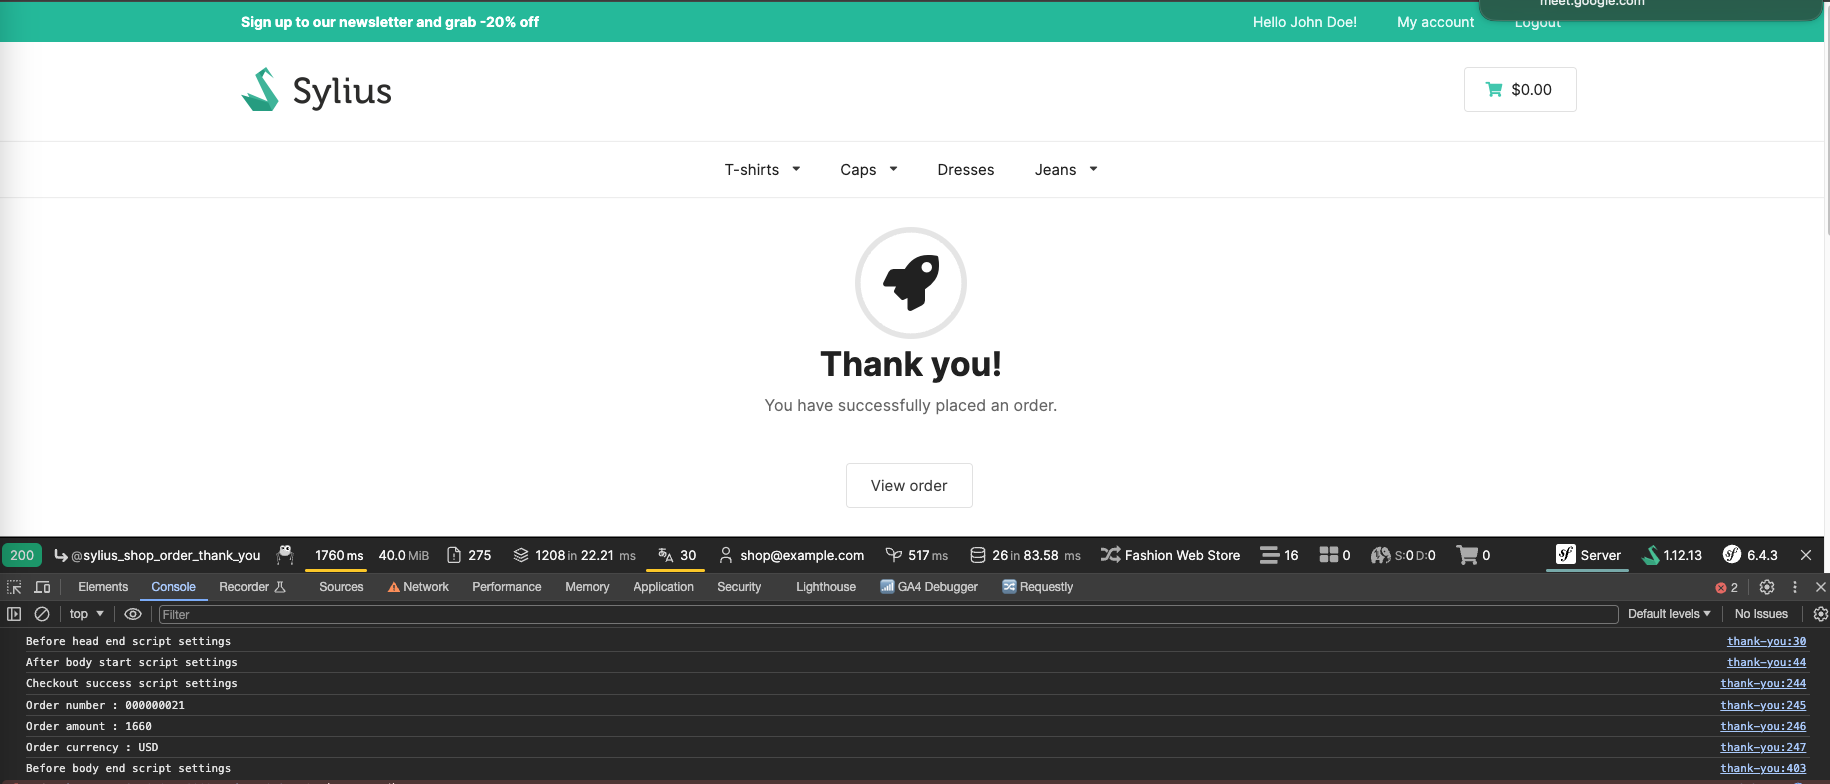 meet.google.com
Sign up to our newsletter and grab -20% off
Hello John Doe! My account Logout
Sylius
$0.00
T-shirts Caps Dresses Jeans
Thank you!
You have successfully placed an order.
View order
200 @sylius_shop_order_thank_you 1760 ms 40.0 MiB 275 1208 in 22.21 ms 30 shop@example.com 517 ms 26 in 83.58 ms Fashion Web Store 16 0 S:0 D:0 0 sf Server 1.12.13 sf 6.4.3
Elements Console Recorder Sources Network Performance Memory Application Security Lighthouse GA4 Debugger Requestly 2
top Filter Default levels No Issues
Before head end script settings thank-you:30
After body start script settings thank-you:44
Checkout success script settings thank-you:244
Order number : 000000021 thank-you:245
Order amount : 1660 thank-you:246
Order currency : USD thank-you:247
Before body end script settings thank-you:403